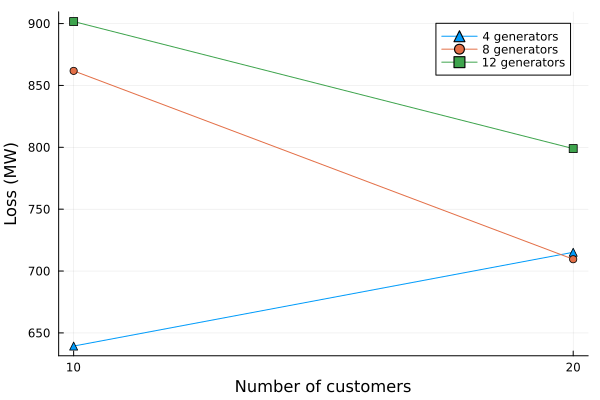 900
850
800
750
700
650
Loss (MW)
4 generators
8 generators
12 generators
10
20
Number of customers